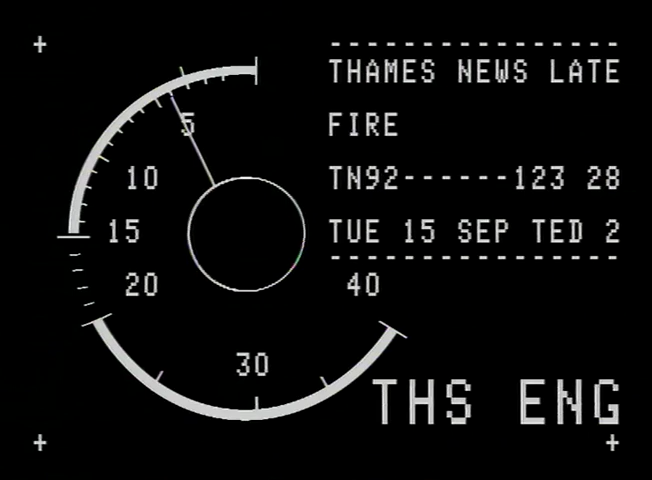 ----------------
THAMES NEWS LATE
FIRE
TN92------123 28
TUE 15 SEP TED 2
----------------
5
10
15
20
30
40
THS ENG